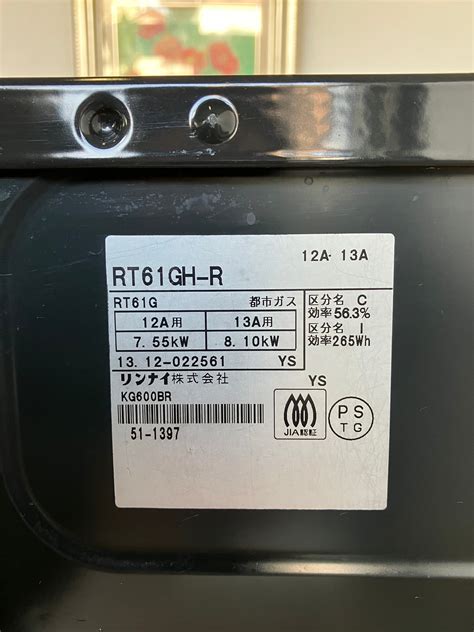 12A・13A
RT61GH-R
RT61G 都市ガス
12A用 13A用
7.55kW 8.10kW
区分名 C
効率56.3%
区分名 I
効率265Wh
13.12-022561 YS
リンナイ株式会社
YS
KG600BR
51-1397
JIA認証
PS
TG